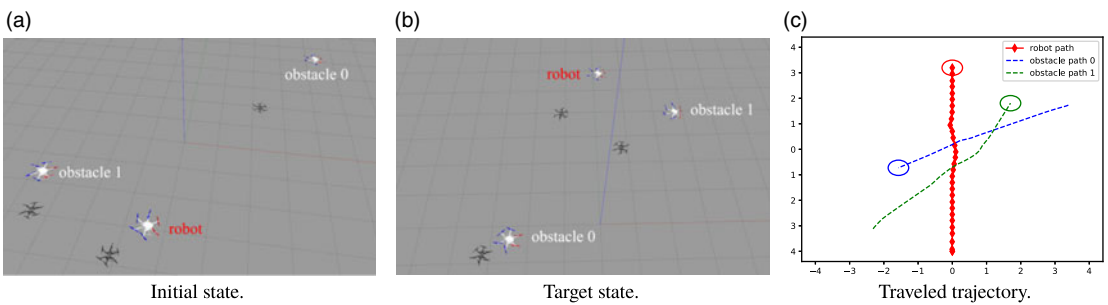 (a)
obstacle 0
obstacle 1
robot
Initial state.
(b)
robot
obstacle 1
obstacle 0
Target state.
(c)
robot path
obstacle path 0
obstacle path 1
4
3
2
1
0
1
2
3
4
−4 −3 −2 −1 0 1 2 3 4
Traveled trajectory.